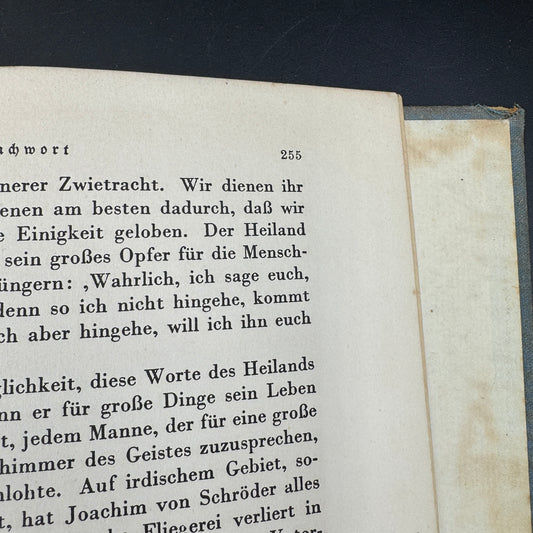 achwort 255
nerer Zwietracht. Wir dienen ihr
enen am besten dadurch, daß wir
e Einigkeit geloben. Der Heiland
sein großes Opfer für die Mensch-
üngern: ‚Wahrlich, ich sage euch,
denn so ich nicht hingehe, kommt
ch aber hingehe, will ich ihn euch
glichkeit, diese Worte des Heilands
nn er für große Dinge sein Leben
t, jedem Manne, der für eine große
chimmer des Geistes zuzusprechen,
nlohte. Auf irdischem Gebiet, so-
t, hat Joachim von Schröder alles
Fliegerei verliert in